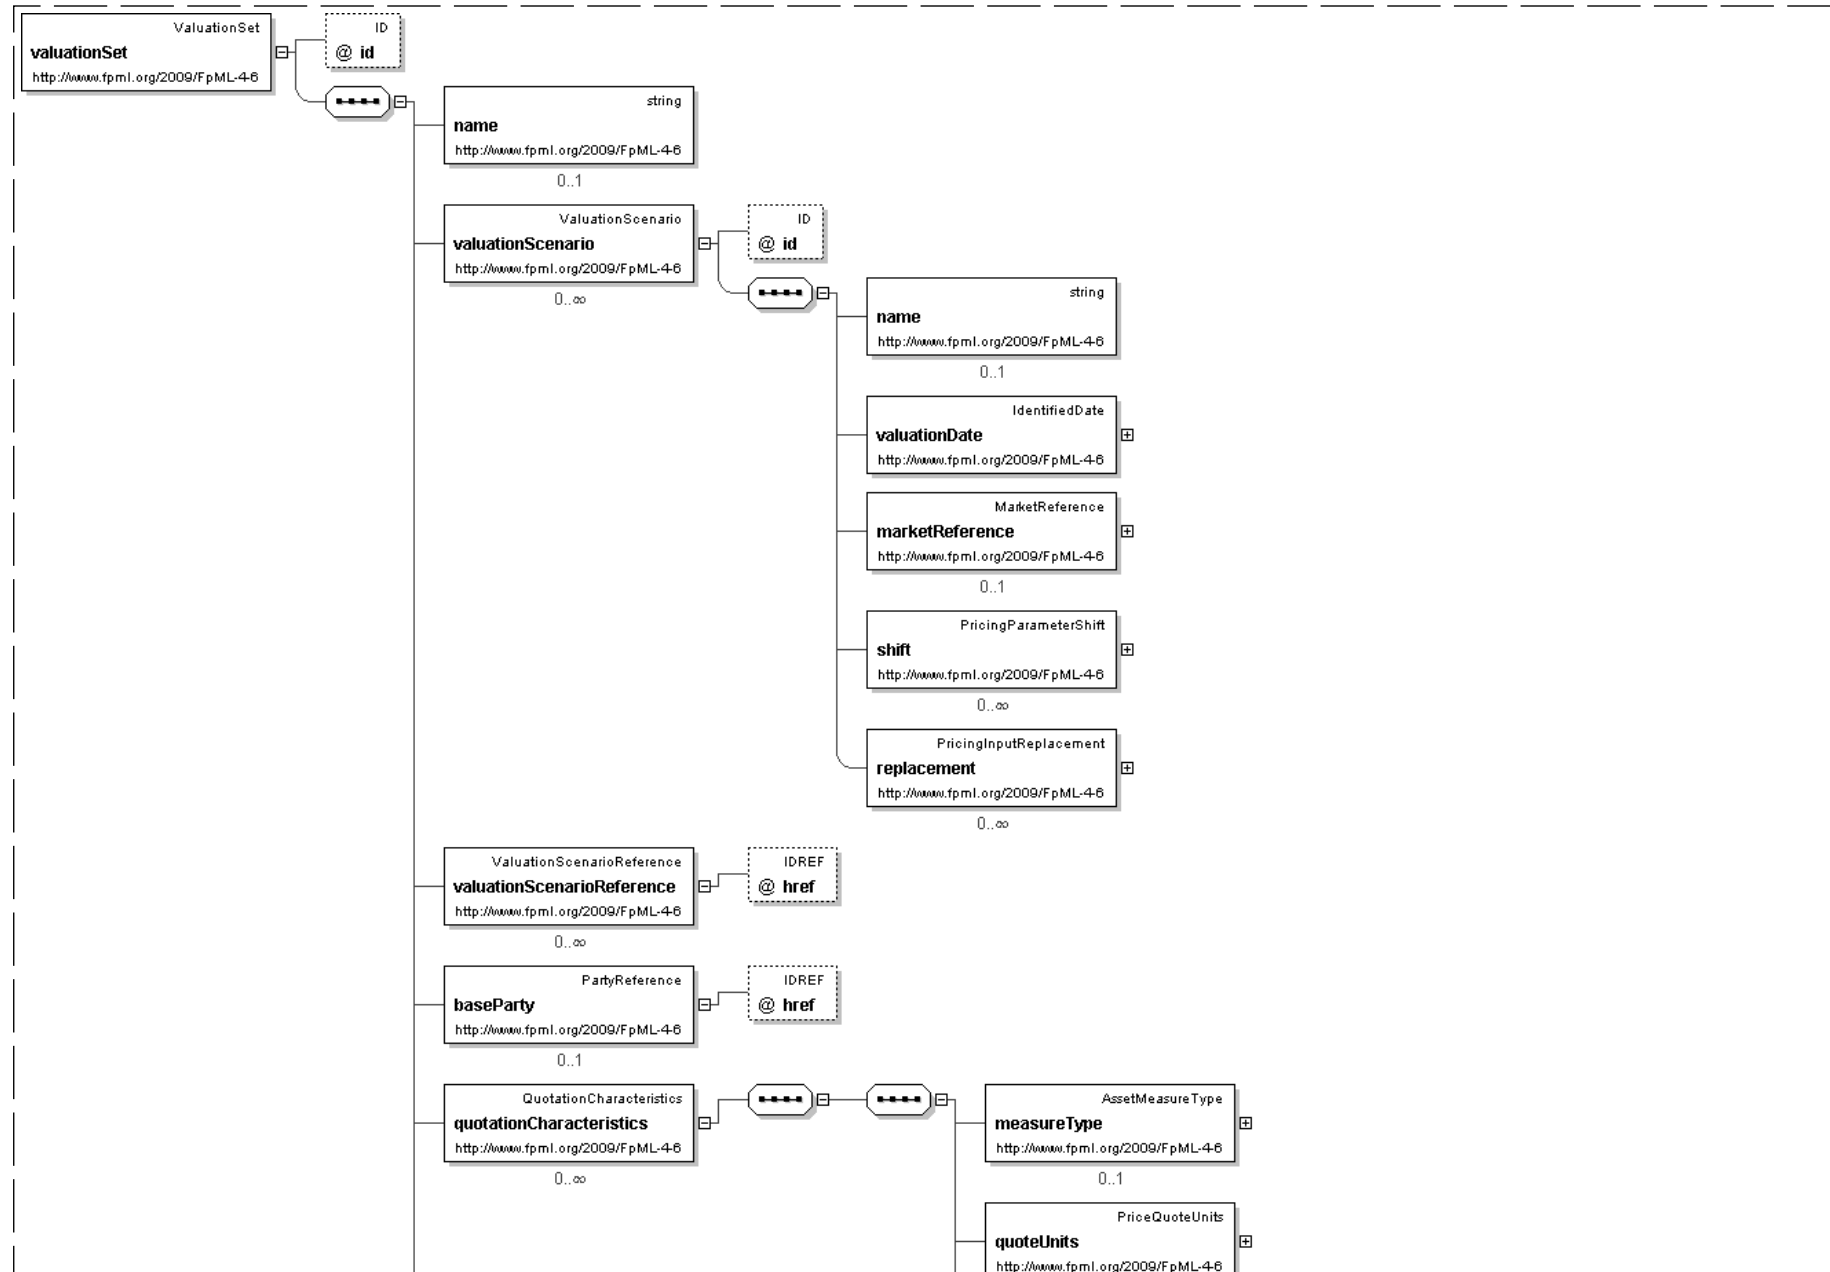 ValuationSet
valuationSet
http://www.fpml.org/2009/FpML-4-6
ID
@ id
string
name
http://www.fpml.org/2009/FpML-4-6
0..1
ValuationScenario
valuationScenario
http://www.fpml.org/2009/FpML-4-6
0..∞
ID
@ id
string
name
http://www.fpml.org/2009/FpML-4-6
0..1
IdentifiedDate
valuationDate
http://www.fpml.org/2009/FpML-4-6
MarketReference
marketReference
http://www.fpml.org/2009/FpML-4-6
0..1
PricingParameterShift
shift
http://www.fpml.org/2009/FpML-4-6
0..∞
PricingInputReplacement
replacement
http://www.fpml.org/2009/FpML-4-6
0..∞
ValuationScenarioReference
valuationScenarioReference
http://www.fpml.org/2009/FpML-4-6
0..∞
IDREF
@ href
PartyReference
baseParty
http://www.fpml.org/2009/FpML-4-6
0..1
IDREF
@ href
QuotationCharacteristics
quotationCharacteristics
http://www.fpml.org/2009/FpML-4-6
0..∞
AssetMeasureType
measureType
http://www.fpml.org/2009/FpML-4-6
0..1
PriceQuoteUnits
quoteUnits
http://www.fpml.org/2009/FpML-4-6